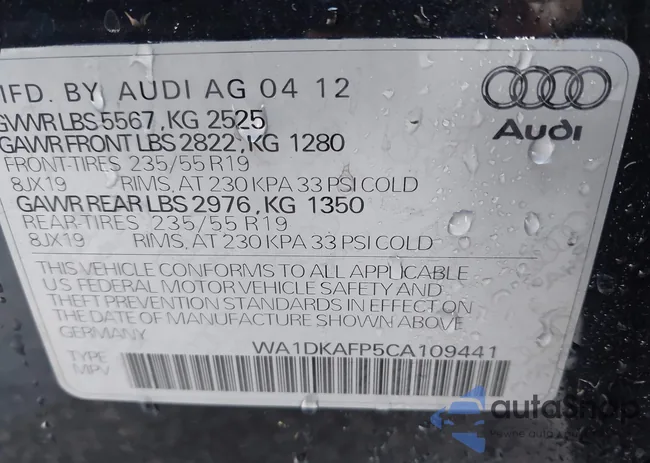 MFD. BY AUDI AG 04 12
GVWR LBS 5567, KG 2525
GAWR FRONT LBS 2822, KG 1280
FRONT-TIRES 235/55 R19
8JX19 RIMS, AT 230 KPA 33 PSI COLD
GAWR REAR LBS 2976, KG 1350
REAR-TIRES 235/55 R19
8JX19 RIMS, AT 230 KPA 33 PSI COLD
Audi
THIS VEHICLE CONFORMS TO ALL APPLICABLE
US FEDERAL MOTOR VEHICLE SAFETY AND
THEFT PREVENTION STANDARDS IN EFFECT ON
THE DATE OF MANUFACTURE SHOWN ABOVE
GERMANY
WA1DKAFP5CA109441
TYPE
MPV
autaShop